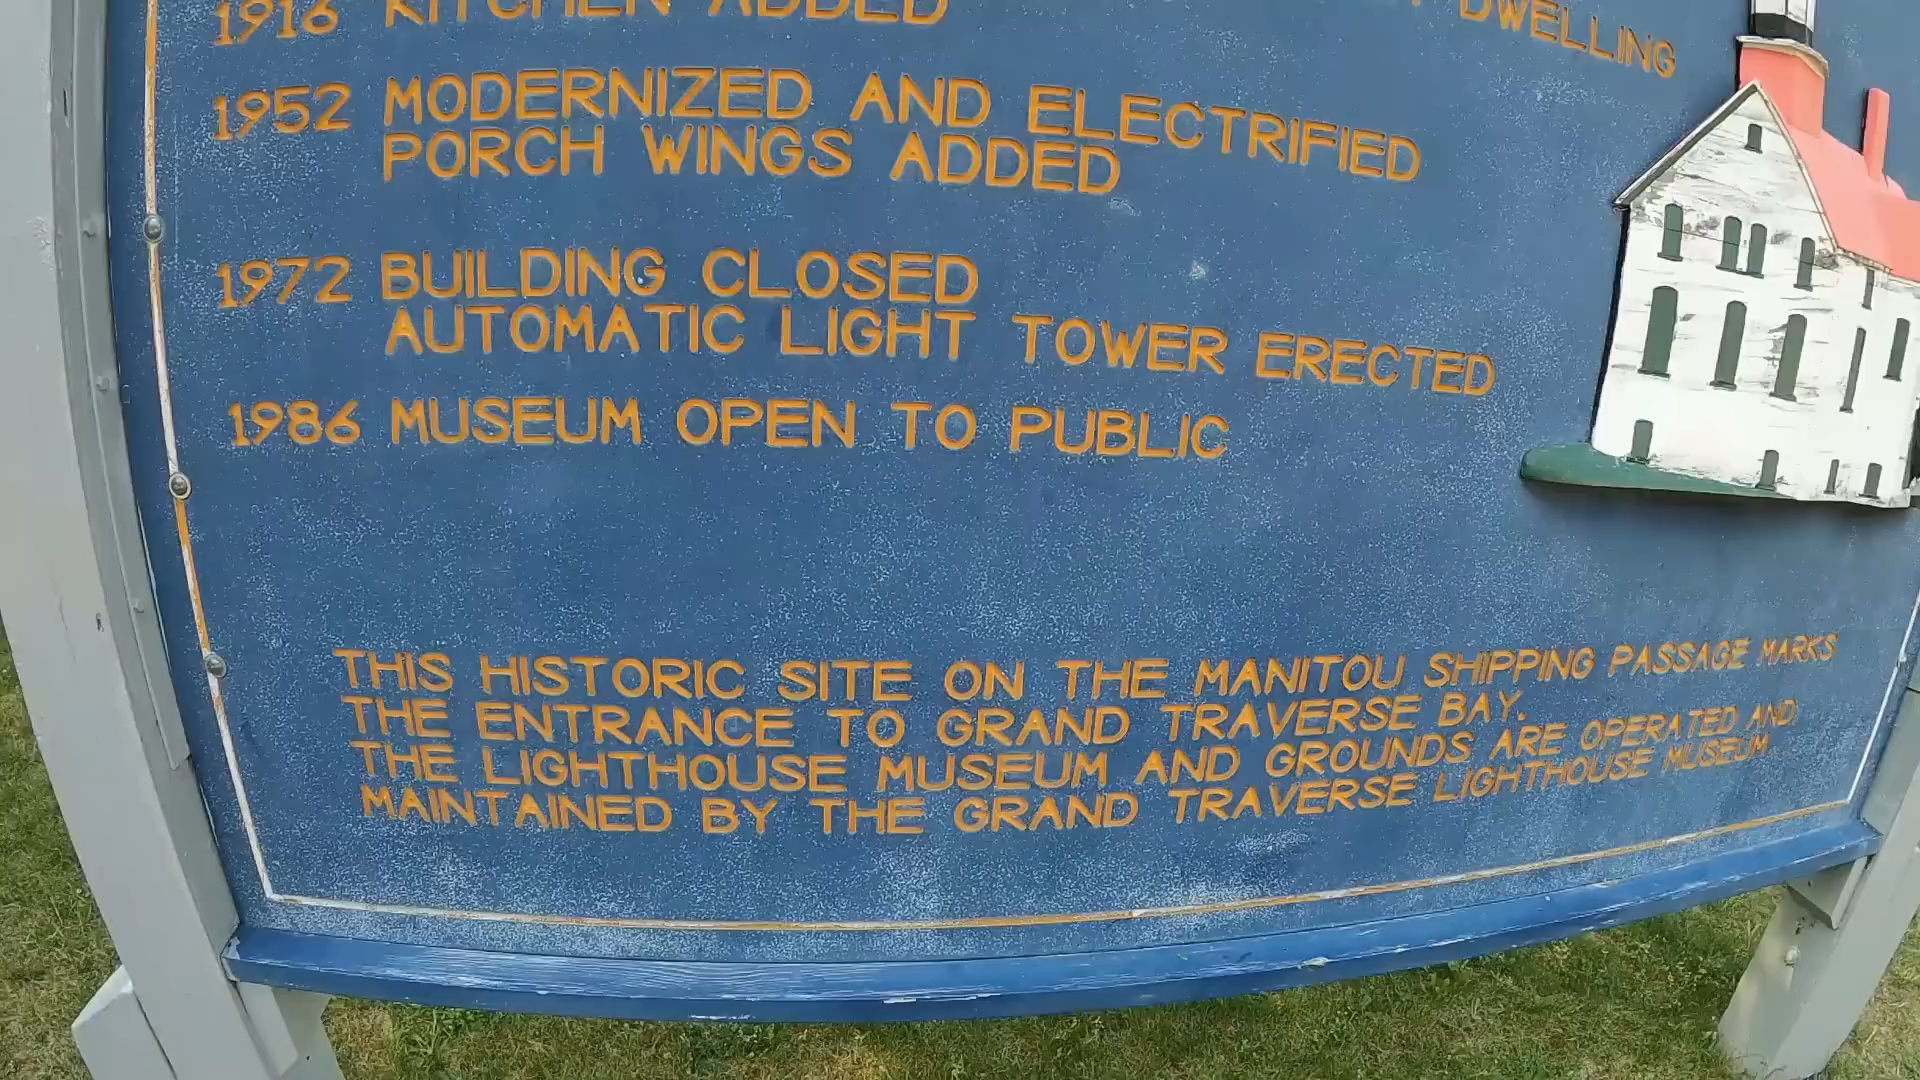 1916 KITCHEN ADDED
DWELLING
1952 MODERNIZED AND ELECTRIFIED
PORCH WINGS ADDED
1972 BUILDING CLOSED
AUTOMATIC LIGHT TOWER ERECTED
1986 MUSEUM OPEN TO PUBLIC
THIS HISTORIC SITE ON THE MANITOU SHIPPING PASSAGE MARKS
THE ENTRANCE TO GRAND TRAVERSE BAY.
THE LIGHTHOUSE MUSEUM AND GROUNDS ARE OPERATED AND
MAINTAINED BY THE GRAND TRAVERSE LIGHTHOUSE MUSEUM